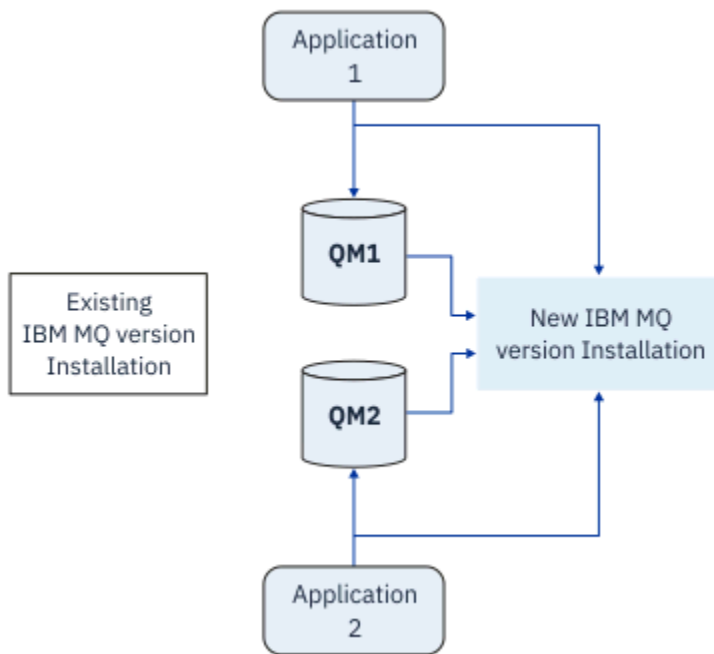 Application
1
QM1
Existing
IBM MQ version
Installation
New IBM MQ
version Installation
QM2
Application
2